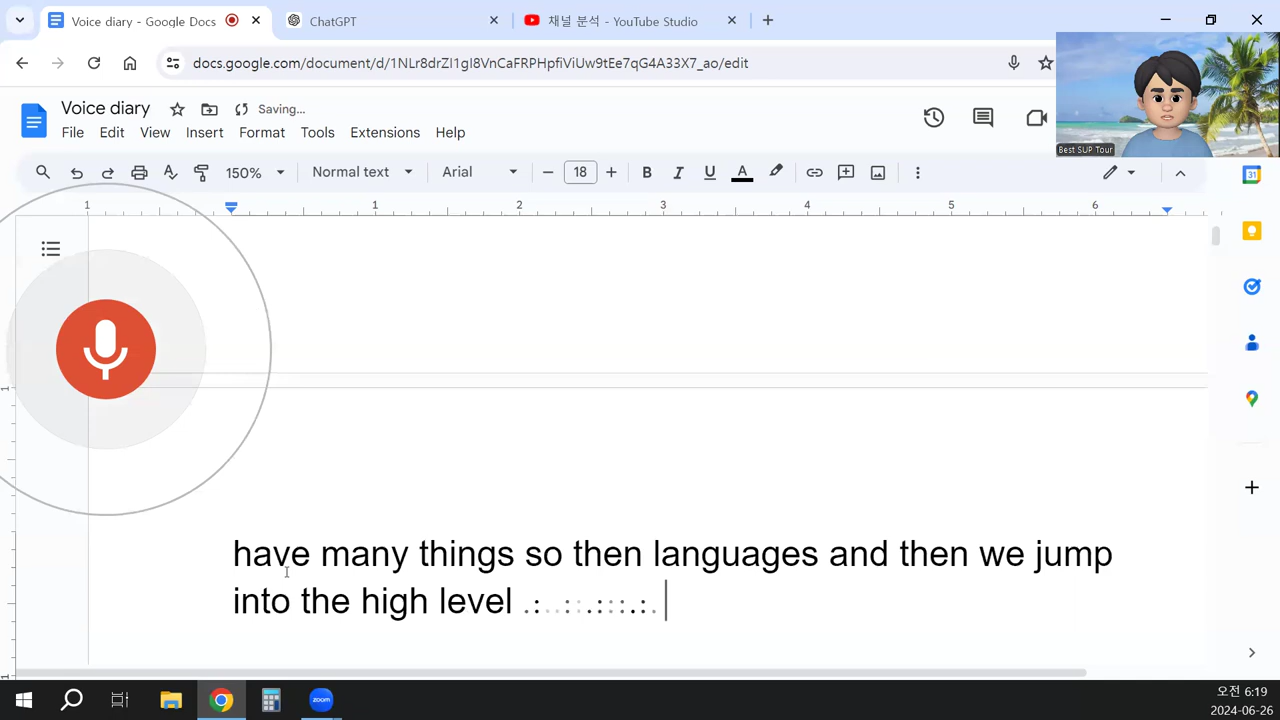 Voice diary - Google Docs
ChatGPT
채널 분석 - YouTube Studio
docs.google.com/document/d/1NLr8drZI1gI8VnCaFRPHpfiViUw9tEe7qG4A33X7_ao/edit
Voice diary
Saving...
File Edit View Insert Format Tools Extensions Help
Best SUP Tour
150% Normal text Arial 18 B I U A
31
1 1 2 3 4 5 6
1
have many things so then languages and then we jump
into the high level
zoom
오전 6:19
2024-06-26